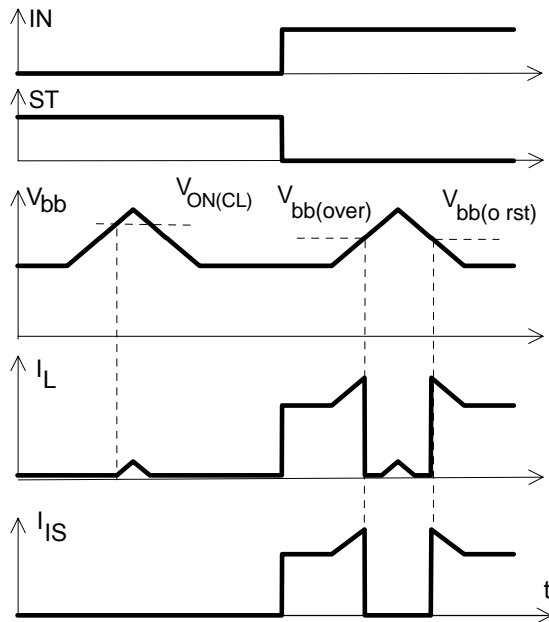 IN
ST
Vbb
VON(CL)
Vbb(over)
Vbb(o rst)
IL
IIS
t